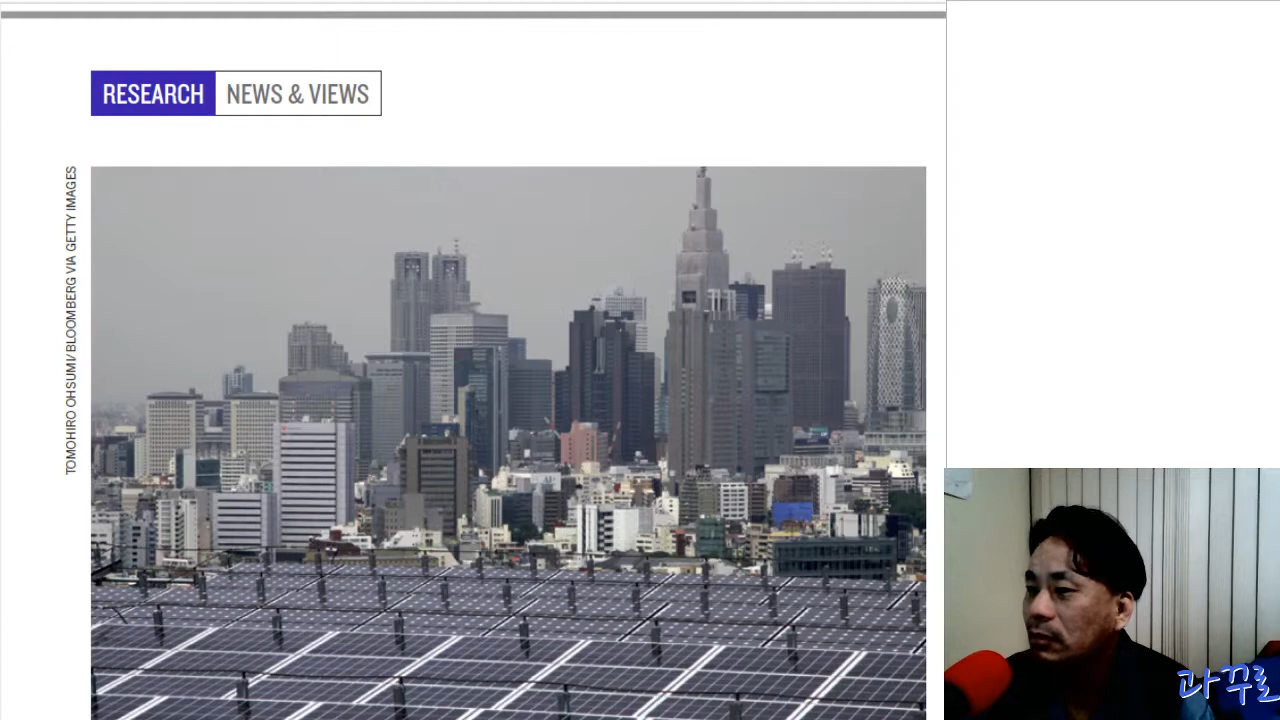 RESEARCH NEWS & VIEWS
TOMOHIRO OHSUMI/BLOOMBERG VIA GETTY IMAGES
과꾸로